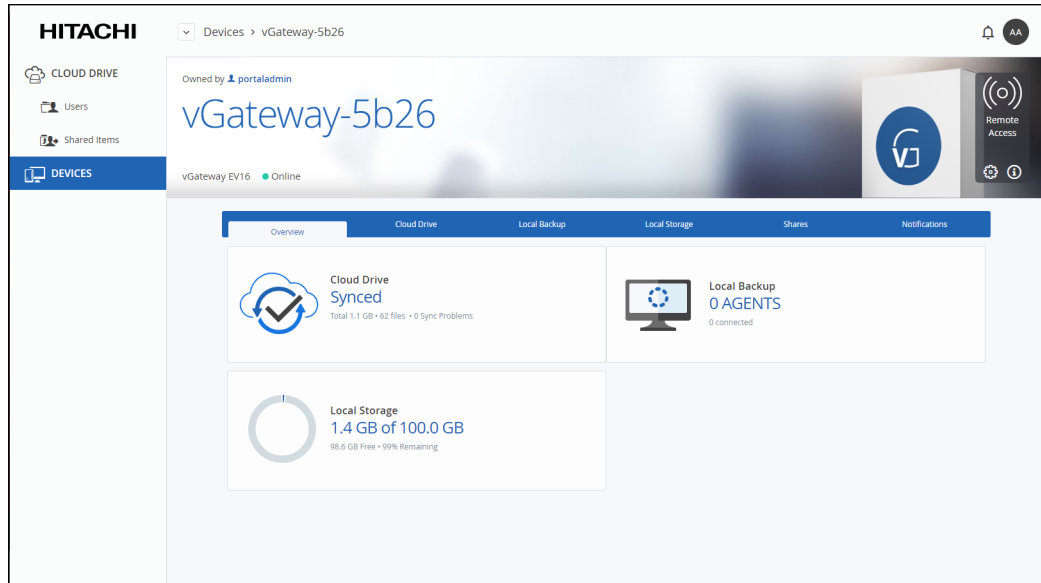 HITACHI
Devices › vGateway-5b26
AA
CLOUD DRIVE
Users
Shared Items
DEVICES
Owned by portaladmin
vGateway-5b26
vGateway EV16 Online
Remote
Access
Overview
Cloud Drive
Local Backup
Local Storage
Shares
Notifications
Cloud Drive
Synced
Total 1.1 GB • 62 files • 0 Sync Problems
Local Backup
0 AGENTS
0 connected
Local Storage
1.4 GB of 100.0 GB
98.6 GB Free • 99% Remaining